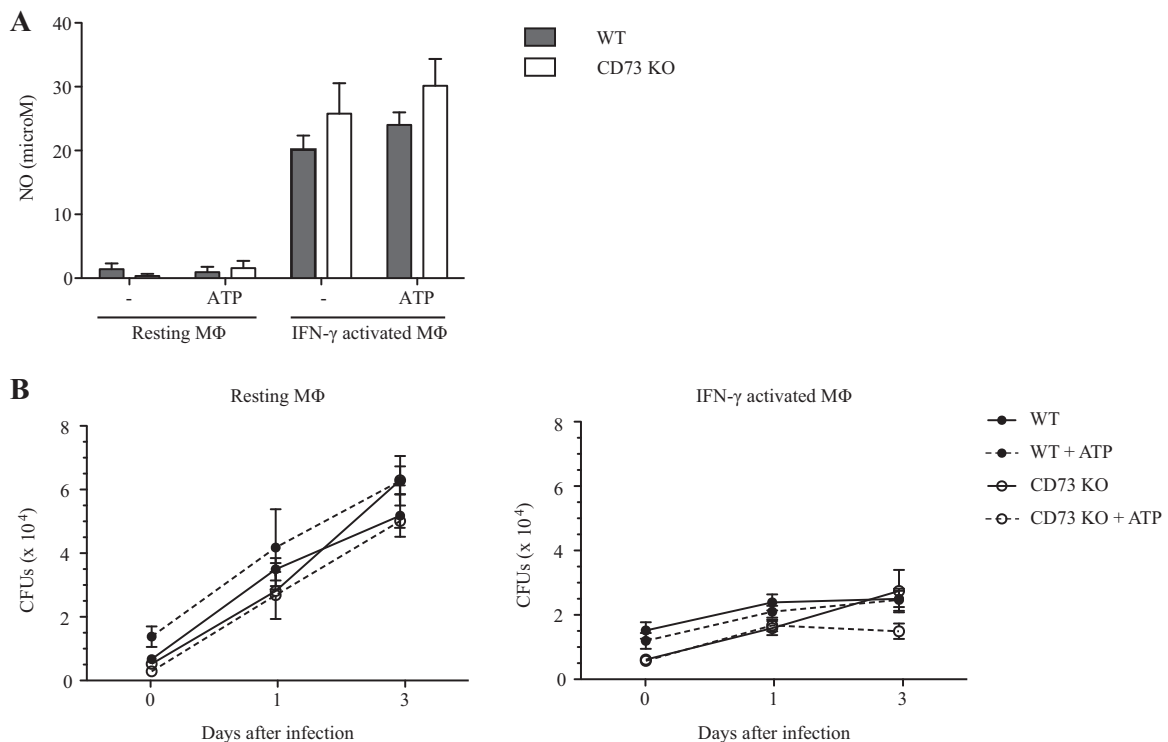 A
40
30
20
10
0
NO (microM)
-
ATP
-
ATP
Resting MΦ
IFN-γ activated MΦ
WT
CD73 KO
B
Resting MΦ
8
6
4
2
0
CFUs (x 10⁴)
0
1
3
Days after infection
IFN-γ activated MΦ
8
6
4
2
0
CFUs (x 10⁴)
0
1
3
Days after infection
WT
WT + ATP
CD73 KO
CD73 KO + ATP